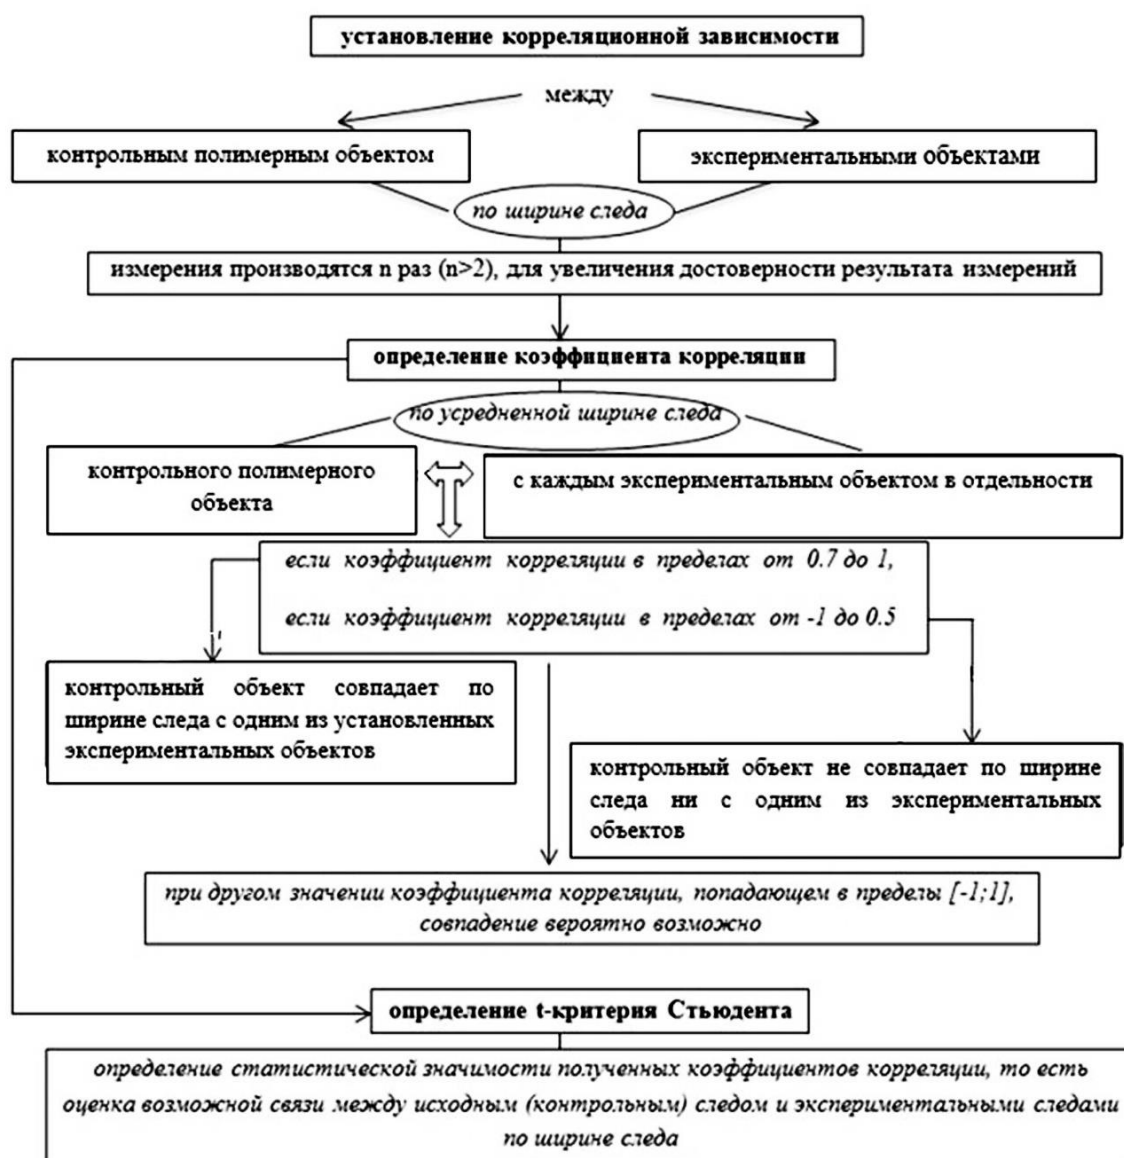 установление корреляционной зависимости
между
контрольным полимерным объектом
экспериментальными объектами
по ширине следа
измерения производятся n раз (n>2), для увеличения достоверности результата измерений
определение коэффициента корреляции
по усредненной ширине следа
контрольного полимерного
объекта
с каждым экспериментальным объектом в отдельности
если коэффициент корреляции в пределах от 0.7 до 1,
если коэффициент корреляции в пределах от -1 до 0.5
контрольный объект совпадает по
ширине следа с одним из установленных
экспериментальных объектов
контрольный объект не совпадает по ширине
следа ни с одним из экспериментальных
объектов
при другом значении коэффициента корреляции, попадающем в пределы [-1;1],
совпадение вероятно возможно
определение t-критерия Стьюдента
определение статистической значимости полученных коэффициентов корреляции, то есть
оценка возможной связи между исходным (контрольным) следом и экспериментальными следами
по ширине следа